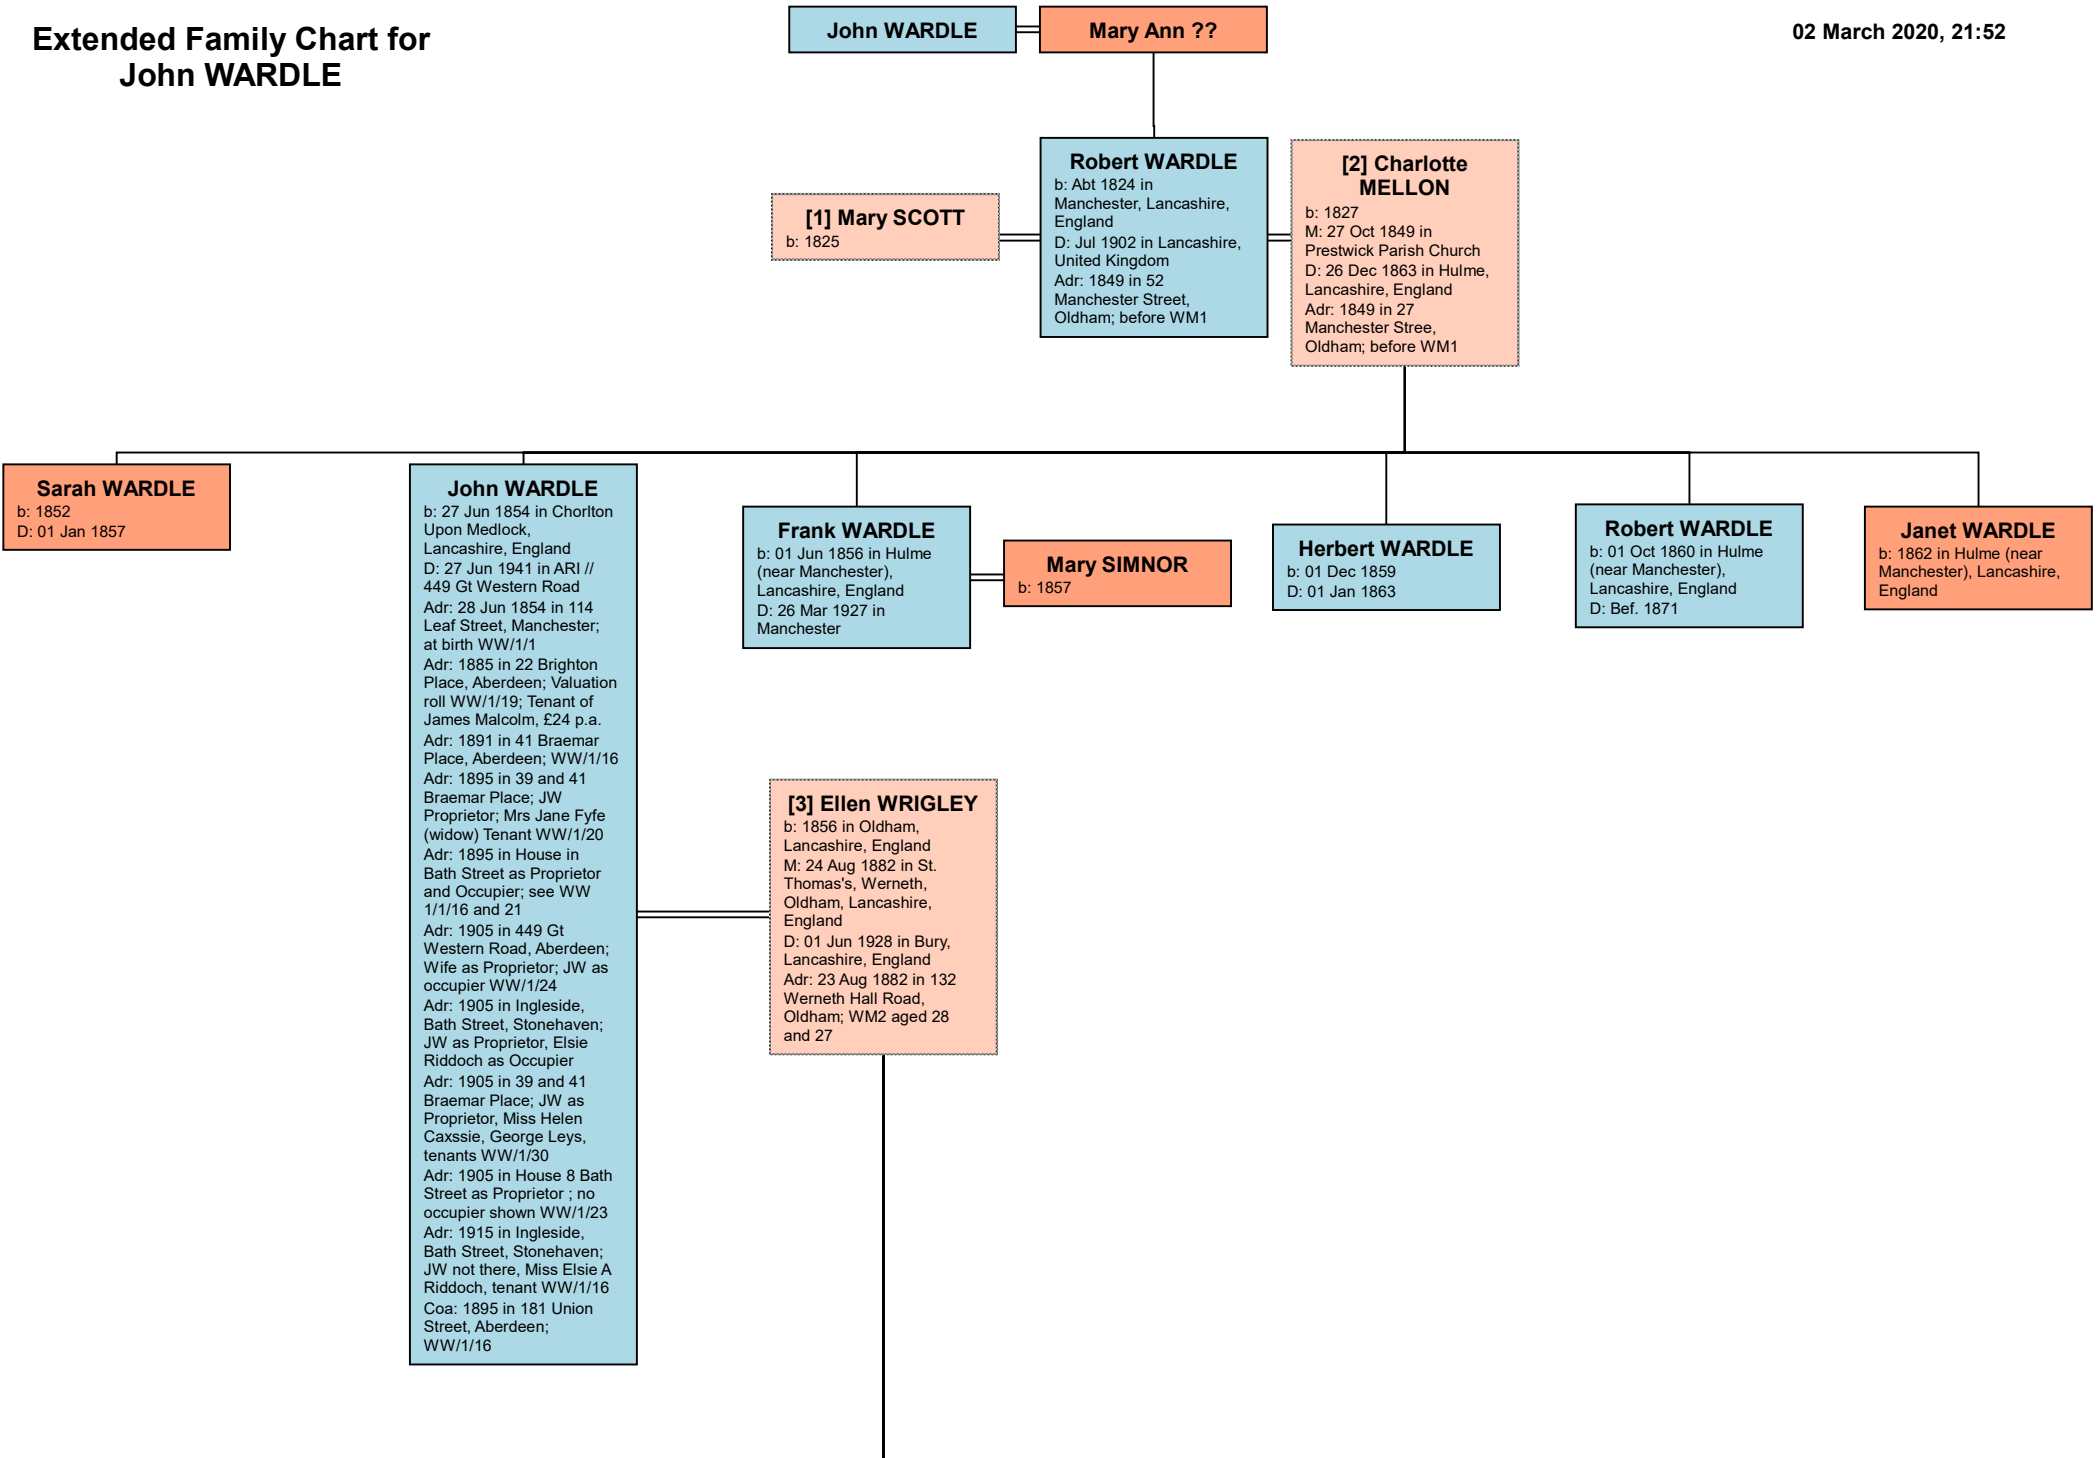 Extended Family Chart for
John WARDLE
John WARDLE
Mary Ann ??
02 March 2020, 21:52
[1] Mary SCOTT
b: 1825
Robert WARDLE
b: Abt 1824 in
Manchester, Lancashire,
England
D: Jul 1902 in Lancashire,
United Kingdom
Adr: 1849 in 52
Manchester Street,
Oldham; before WM1
[2] Charlotte
MELLON
b: 1827
M: 27 Oct 1849 in
Prestwick Parish Church
D: 26 Dec 1863 in Hulme,
Lancashire, England
Adr: 1849 in 27
Manchester Stree,
Oldham; before WM1
Sarah WARDLE
b: 1852
D: 01 Jan 1857
John WARDLE
b: 27 Jun 1854 in Chorlton
Upon Medlock,
Lancashire, England
D: 27 Jun 1941 in ARI //
449 Gt Western Road
Adr: 28 Jun 1854 in 114
Leaf Street, Manchester;
at birth WW/1/1
Adr: 1885 in 22 Brighton
Place, Aberdeen; Valuation
roll WW/1/19; Tenant of
James Malcolm, £24 p.a.
Adr: 1891 in 41 Braemar
Place, Aberdeen; WW/1/16
Adr: 1895 in 39 and 41
Braemar Place; JW
Proprietor; Mrs Jane Fyfe
(widow) Tenant WW/1/20
Adr: 1895 in House in
Bath Street as Proprietor
and Occupier; see WW
1/1/16 and 21
Adr: 1905 in 449 Gt
Western Road, Aberdeen;
Wife as Proprietor; JW as
occupier WW/1/24
Adr: 1905 in Ingleside,
Bath Street, Stonehaven;
JW as Proprietor, Elsie
Riddoch as Occupier
Adr: 1905 in 39 and 41
Braemar Place; JW as
Proprietor, Miss Helen
Caxssie, George Leys,
tenants WW/1/30
Adr: 1905 in House 8 Bath
Street as Proprietor ; no
occupier shown WW/1/23
Adr: 1915 in Ingleside,
Bath Street, Stonehaven;
JW not there, Miss Elsie A
Riddoch, tenant WW/1/16
Coa: 1895 in 181 Union
Street, Aberdeen;
WW/1/16
Frank WARDLE
b: 01 Jun 1856 in Hulme
(near Manchester),
Lancashire, England
D: 26 Mar 1927 in
Manchester
Mary SIMNOR
b: 1857
Herbert WARDLE
b: 01 Dec 1859
D: 01 Jan 1863
Robert WARDLE
b: 01 Oct 1860 in Hulme
(near Manchester),
Lancashire, England
D: Bef. 1871
Janet WARDLE
b: 1862 in Hulme (near
Manchester), Lancashire,
England
[3] Ellen WRIGLEY
b: 1856 in Oldham,
Lancashire, England
M: 24 Aug 1882 in St.
Thomas's, Werneth,
Oldham, Lancashire,
England
D: 01 Jun 1928 in Bury,
Lancashire, England
Adr: 23 Aug 1882 in 132
Werneth Hall Road,
Oldham; WM2 aged 28
and 27